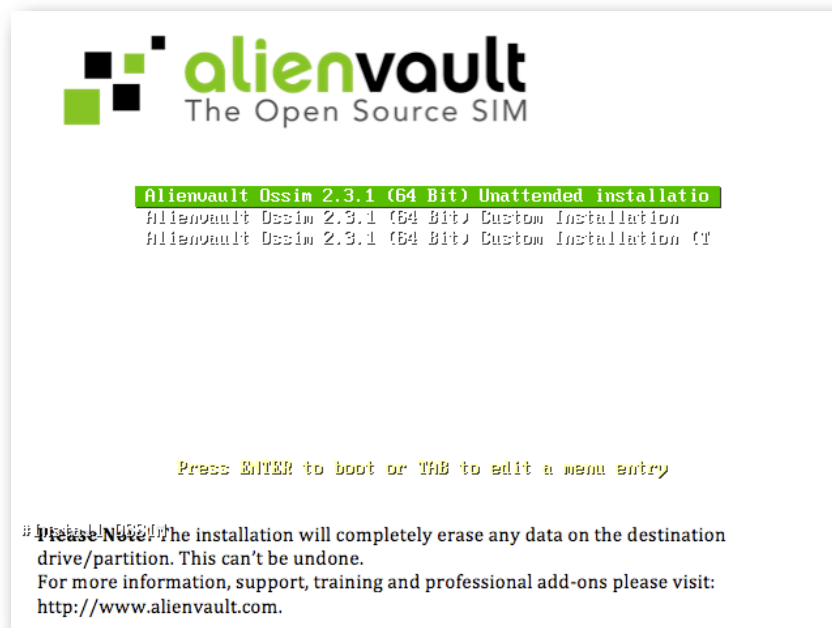 alienvault
The Open Source SIM
Alienvault Ossim 2.3.1 (64 Bit) Unattended installatio
Alienvault Ossim 2.3.1 (64 Bit) Custom Installation
Alienvault Ossim 2.3.1 (64 Bit) Custom Installation (T
Press ENTER to boot or TAB to edit a menu entry
#Install OSSIM
Please Note: The installation will completely erase any data on the destination
drive/partition. This can't be undone.
For more information, support, training and professional add-ons please visit:
http://www.alienvault.com.